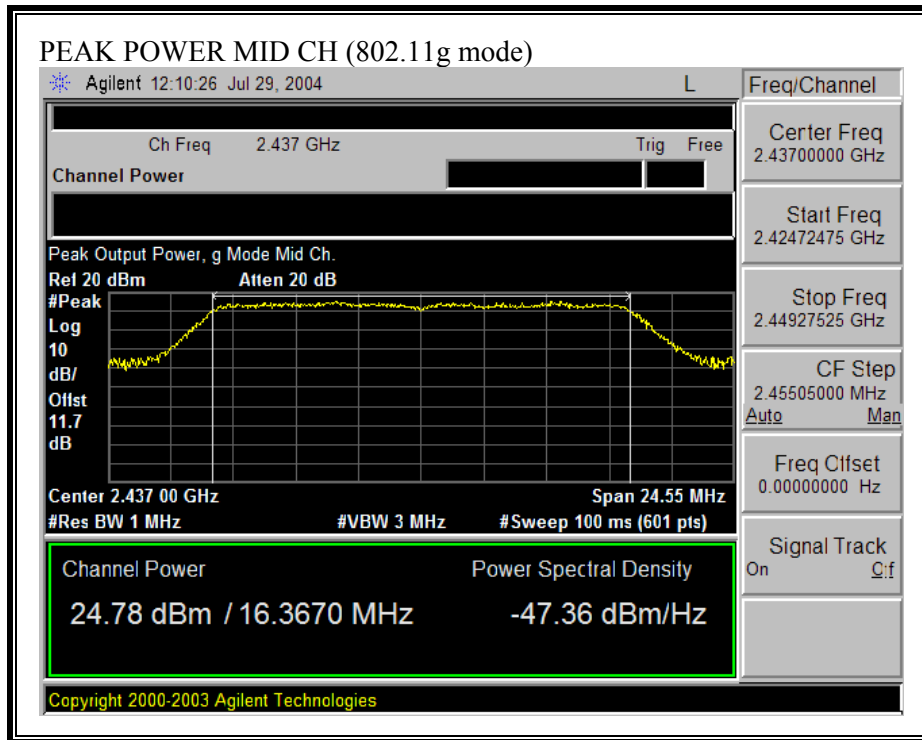 PEAK POWER MID CH (802.11g mode)
Agilent 12:10:26 Jul 29, 2004 L Freq/Channel
Ch Freq 2.437 GHz Trig Free
Channel Power
Peak Output Power, g Mode Mid Ch.
Ref 20 dBm Atten 20 dB
#Peak
Log
10
dB/
Offst
11.7
dB
Center 2.437 00 GHz Span 24.55 MHz
#Res BW 1 MHz #VBW 3 MHz #Sweep 100 ms (601 pts)
Channel Power Power Spectral Density
24.78 dBm / 16.3670 MHz -47.36 dBm/Hz
Copyright 2000-2003 Agilent Technologies
Center Freq
2.43700000 GHz
Start Freq
2.42472475 GHz
Stop Freq
2.44927525 GHz
CF Step
2.45505000 MHz
Auto Man
Freq Offset
0.00000000 Hz
Signal Track
On Off